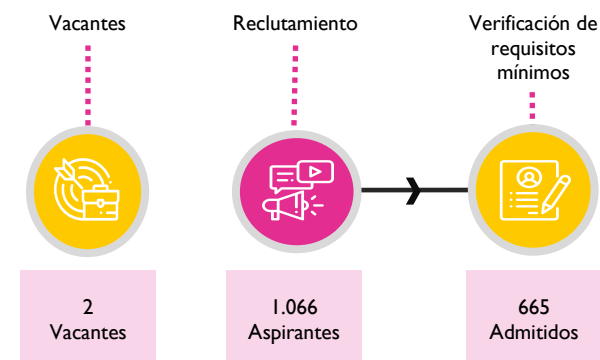 Vacantes
Reclutamiento
Verificación de
requisitos
mínimos
2
Vacantes
1.066
Aspirantes
665
Admitidos